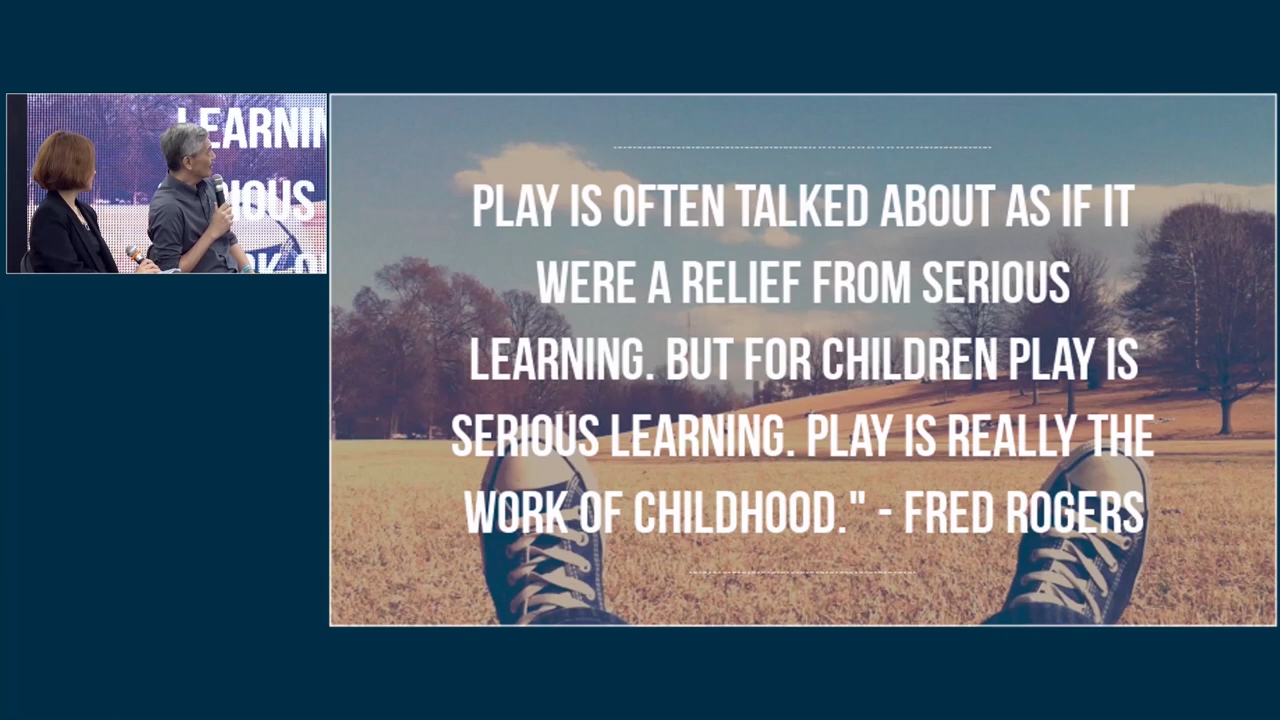 PLAY IS OFTEN TALKED ABOUT AS IF IT
WERE A RELIEF FROM SERIOUS
LEARNING. BUT FOR CHILDREN PLAY IS
SERIOUS LEARNING. PLAY IS REALLY THE
WORK OF CHILDHOOD." - FRED ROGERS